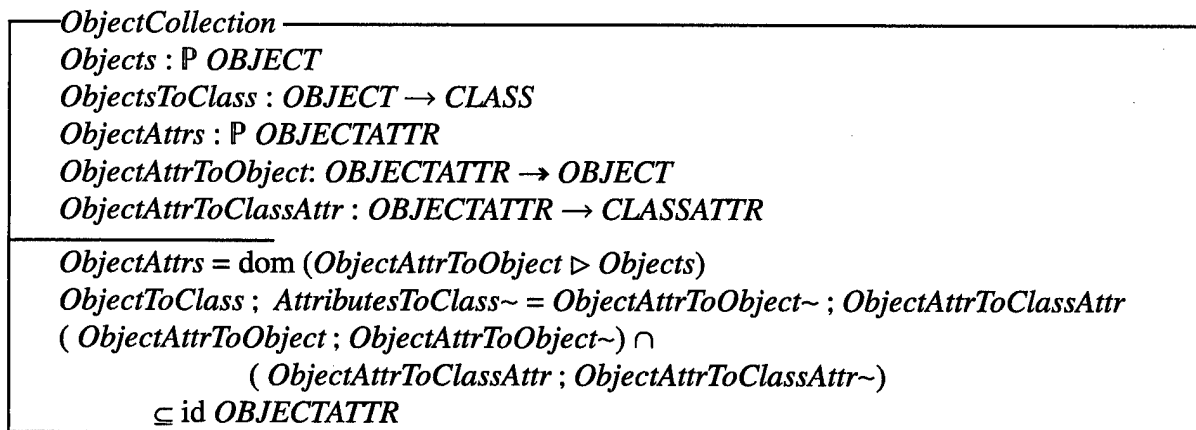 ObjectCollection
Objects : ℙ OBJECT
ObjectsToClass : OBJECT → CLASS
ObjectAttrs : ℙ OBJECTATTR
ObjectAttrToObject: OBJECTATTR ↠ OBJECT
ObjectAttrToClassAttr : OBJECTATTR → CLASSATTR
ObjectAttrs = dom (ObjectAttrToObject ▷ Objects)
ObjectToClass ; AttributesToClass~ = ObjectAttrToObject~ ; ObjectAttrToClassAttr
( ObjectAttrToObject ; ObjectAttrToObject~) ∩
( ObjectAttrToClassAttr ; ObjectAttrToClassAttr~)
⊆ id OBJECTATTR